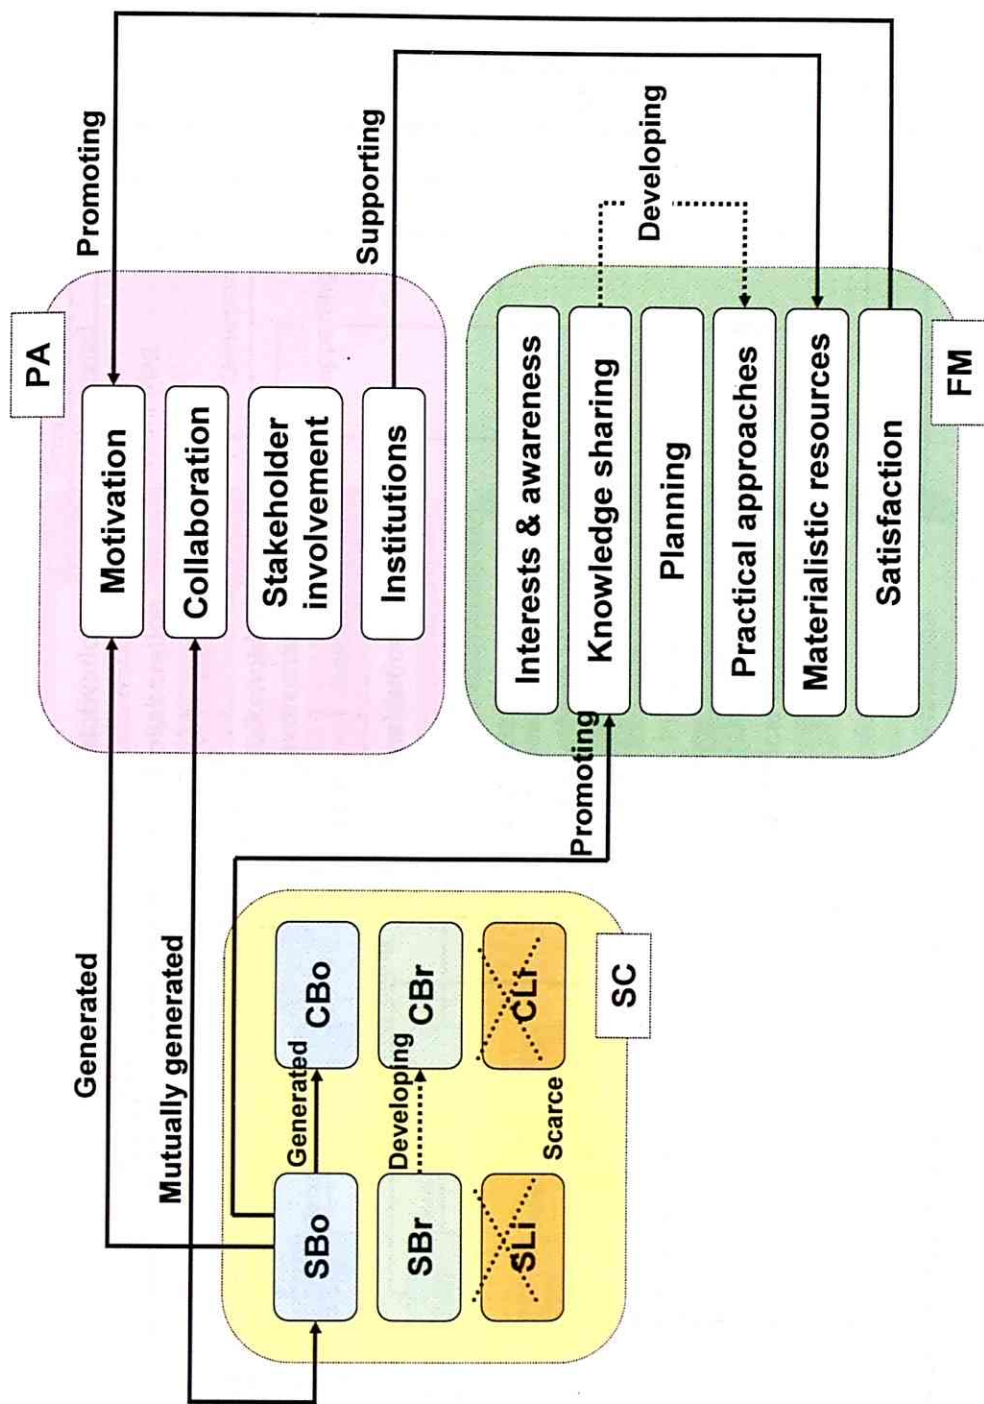 Generated
Mutually generated
SBo
Generated
CBo
SBr
Developing
CBr
SLi
CLi
Scarce
SC
PA
Promoting
Motivation
Collaboration
Stakeholder
involvement
Institutions
Supporting
Promoting
Interests & awareness
Knowledge sharing
Planning
Practical approaches
Materialistic resources
Satisfaction
Developing
FM